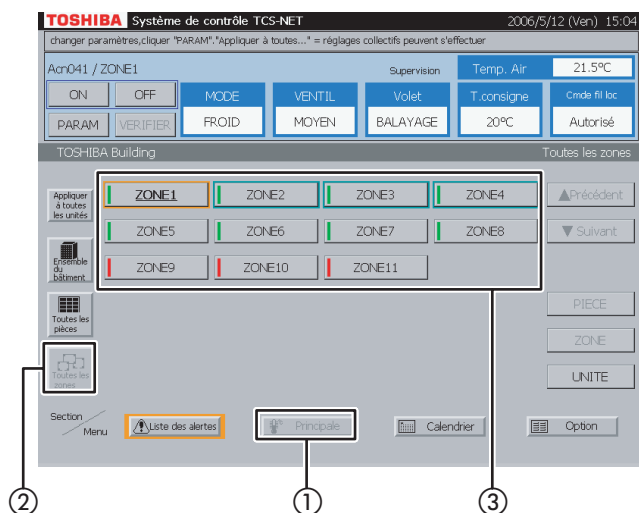 TOSHIBA Système de contrôle TCS-NET 2006/5/12 (Ven) 15:04
changer paramètres,cliquer "PARAM"."Appliquer à toutes..." = réglages collectifs peuvent s'effectuer
Acn041 / ZONE1 Supervision Temp. Air 21.5ºC
ON OFF MODE VENTIL Volet T.consigne Cmde fil loc
PARAM VERIFIER FROID MOYEN BALAYAGE 20ºC Autorisé
TOSHIBA Building Toutes les zones
Appliquer
à toutes
les unités
ZONE1 ZONE2 ZONE3 ZONE4 ▲Précédent
ZONE5 ZONE6 ZONE7 ZONE8 ▼ Suivant
Ensemble
du
bâtiment
ZONE9 ZONE10 ZONE11
Toutes les
pièces
PIECE
ZONE
Toutes les
zones
UNITE
Section
Menu
Liste des alertes Principale Calendrier Option
② ① ③